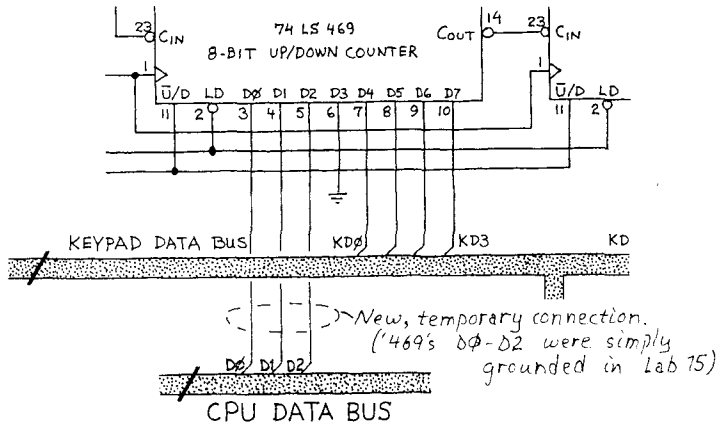 23 CIN
74 LS 469
8-BIT UP/DOWN COUNTER
COUT 14
23 CIN
1
1
U̅/D LD DØ D1 D2 D3 D4 D5 D6 D7
11 2 3 4 5 6 7 8 9 10
U̅/D LD
11 2
KEYPAD DATA BUS
KDØ
KD3
KD
New, temporary connection.
('469's DØ-D2 were simply
grounded in Lab 15)
DØ D1 D2
CPU DATA BUS